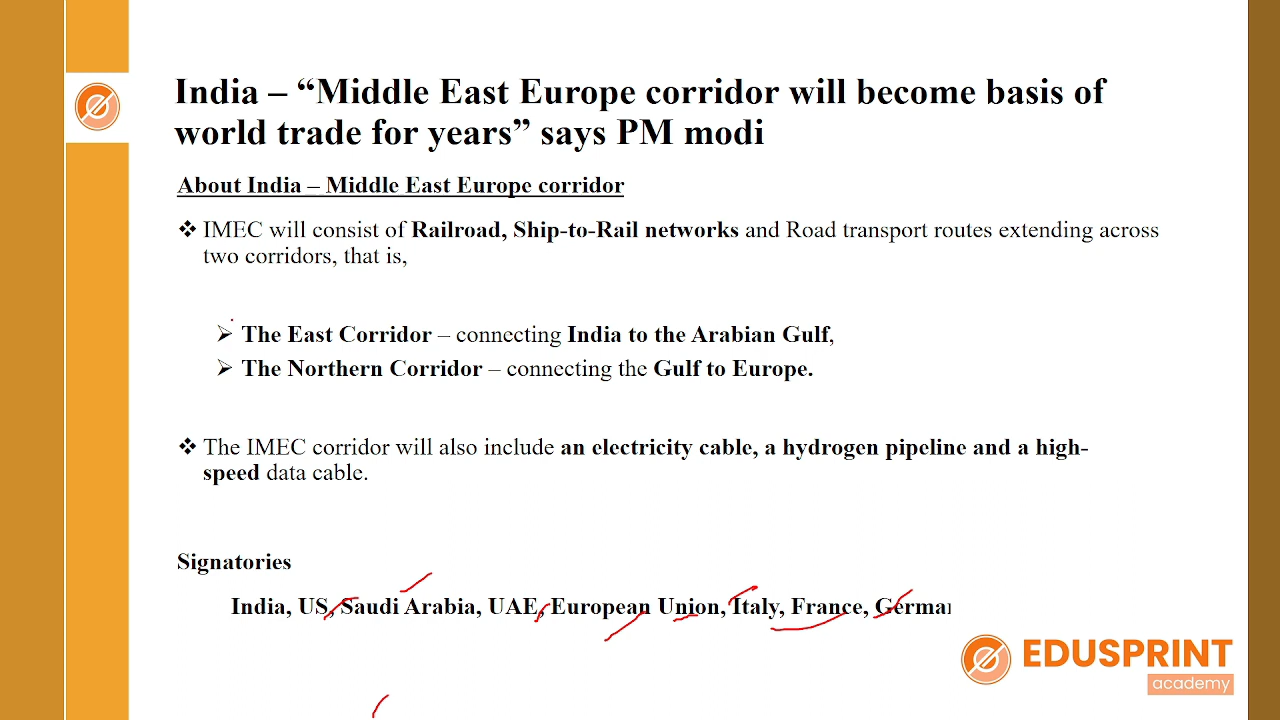 India – “Middle East Europe corridor will become basis of
world trade for years” says PM modi
About India – Middle East Europe corridor
❖ IMEC will consist of Railroad, Ship-to-Rail networks and Road transport routes extending across
two corridors, that is,
➢ The East Corridor – connecting India to the Arabian Gulf,
➢ The Northern Corridor – connecting the Gulf to Europe.
❖ The IMEC corridor will also include an electricity cable, a hydrogen pipeline and a high-
speed data cable.
Signatories
India, US, Saudi Arabia, UAE, European Union, Italy, France,
EDUSPRINT
academy